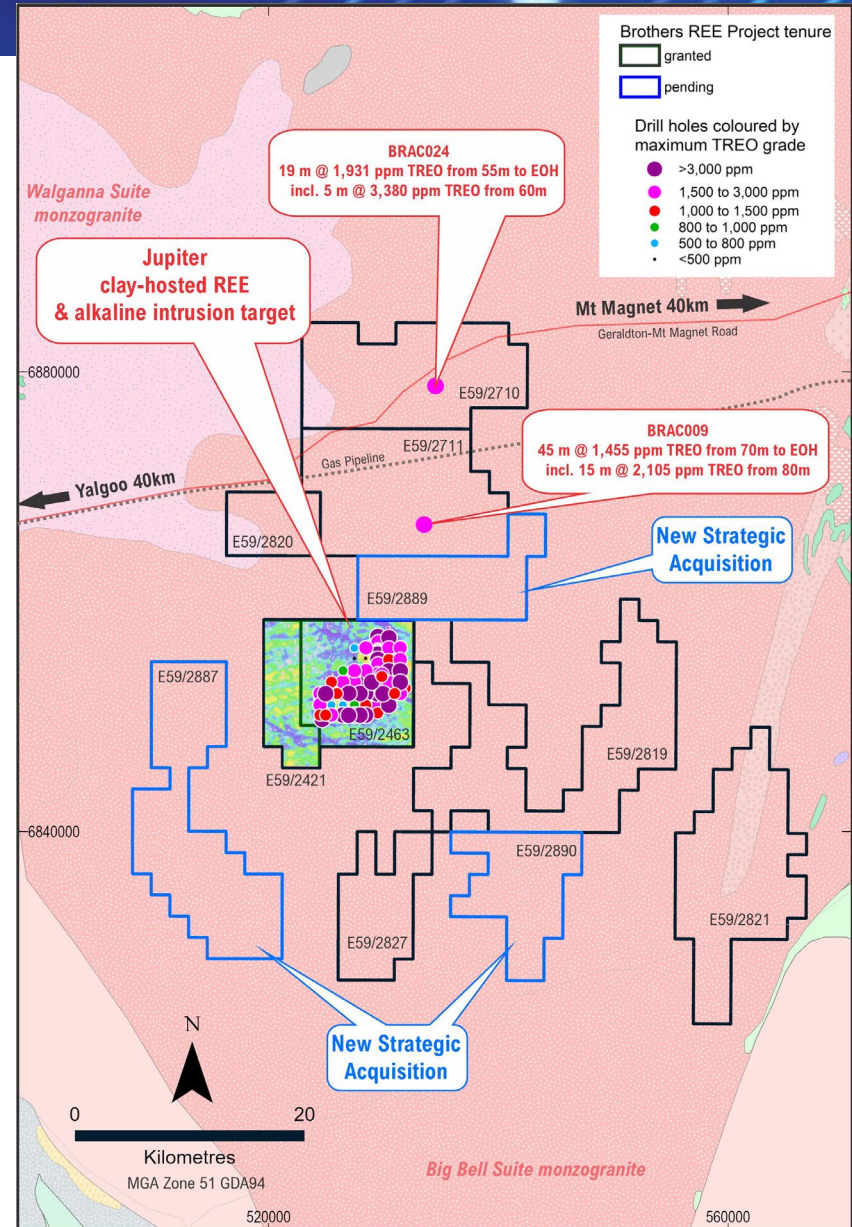 Brothers REE Project tenure
granted
pending
Drill holes coloured by
maximum TREO grade
>3,000 ppm
1,500 to 3,000 ppm
1,000 to 1,500 ppm
800 to 1,000 ppm
500 to 800 ppm
<500 ppm
BRAC024
19 m @ 1,931 ppm TREO from 55m to EOH
incl. 5 m @ 3,380 ppm TREO from 60m
Walganna Suite
monzogranite
Jupiter
clay-hosted REE
& alkaline intrusion target
Mt Magnet 40km
Geraldton-Mt Magnet Road
6880000
E59/2710
E59/2711
BRAC009
45 m @ 1,455 ppm TREO from 70m to EOH
incl. 15 m @ 2,105 ppm TREO from 80m
Gas Pipeline
Yalgoo 40km
E59/2820
New Strategic
Acquisition
E59/2889
E59/2887
E59/2463
E59/2421
E59/2819
6840000
E59/2890
E59/2821
E59/2827
New Strategic
Acquisition
N
0 20
Kilometres
MGA Zone 51 GDA94
Big Bell Suite monzogranite
520000
560000